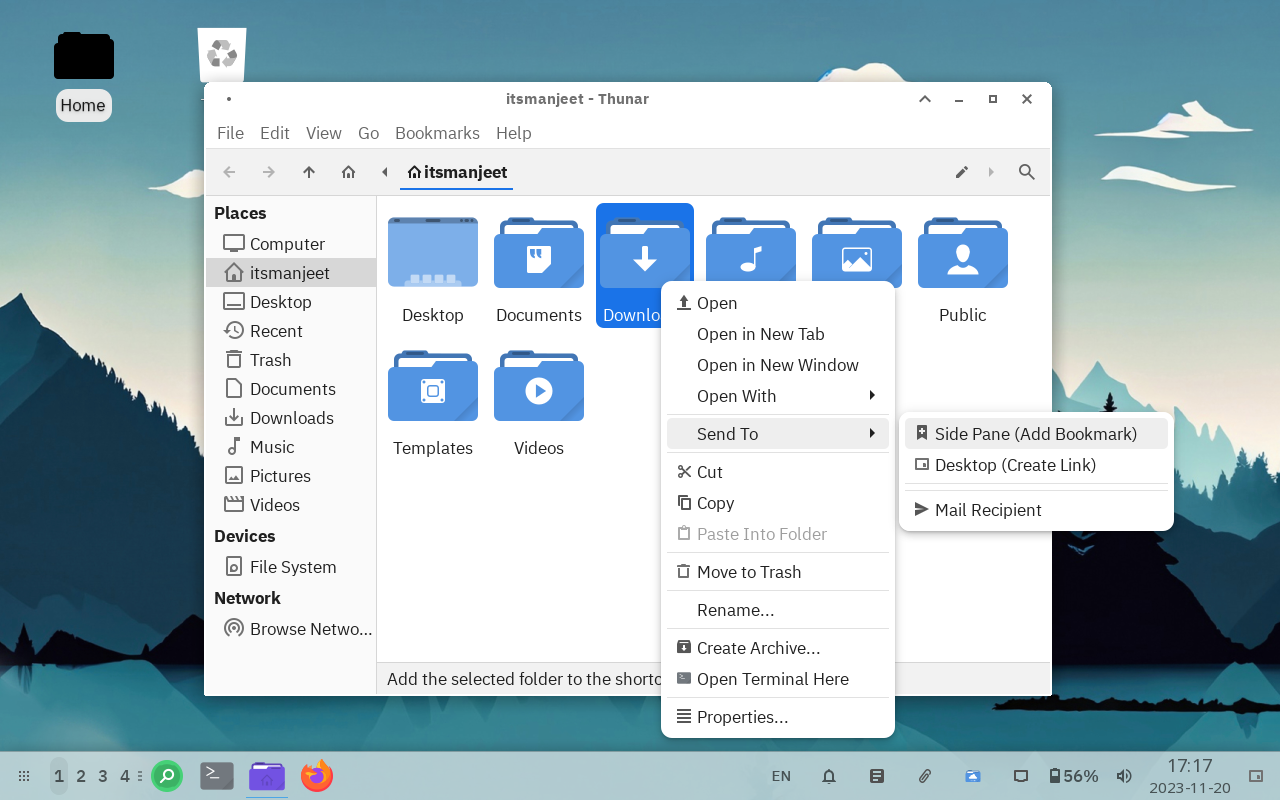 Home
itsmanjeet - Thunar
File Edit View Go Bookmarks Help
itsmanjeet
Places
Computer
itsmanjeet
Desktop
Recent
Trash
Documents
Downloads
Music
Pictures
Videos
Devices
File System
Network
Browse Netwo...
Desktop
Documents
Public
Templates
Videos
Open
Open in New Tab
Open in New Window
Open With
Send To
Cut
Copy
Paste Into Folder
Move to Trash
Rename...
Create Archive...
Open Terminal Here
Properties...
Side Pane (Add Bookmark)
Desktop (Create Link)
Mail Recipient
Add the selected folder to the
1 2 3 4
EN
56%
17:17
2023-11-20